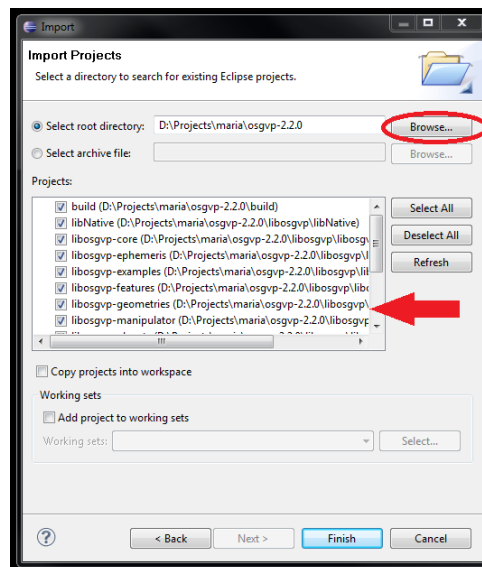 Import
Import Projects
Select a directory to search for existing Eclipse projects.
Select root directory: D:\Projects\maria\osgvp-2.2.0 Browse...
Select archive file: Browse...
Projects:
build (D:\Projects\maria\osgvp-2.2.0\build)
libNative (D:\Projects\maria\osgvp-2.2.0\libosgvp\libNative)
libosgvp-core (D:\Projects\maria\osgvp-2.2.0\libosgvp\libosgv
libosgvp-ephemeris (D:\Projects\maria\osgvp-2.2.0\libosgvp\
libosgvp-examples (D:\Projects\maria\osgvp-2.2.0\libosgvp\lil
libosgvp-features (D:\Projects\maria\osgvp-2.2.0\libosgvp\libo
libosgvp-geometries (D:\Projects\maria\osgvp-2.2.0\libosgvp\
libosgvp-manipulator (D:\Projects\maria\osgvp-2.2.0\libosgvp
Select All
Deselect All
Refresh
Copy projects into workspace
Working sets
Add project to working sets
Working sets: Select...
? < Back Next > Finish Cancel